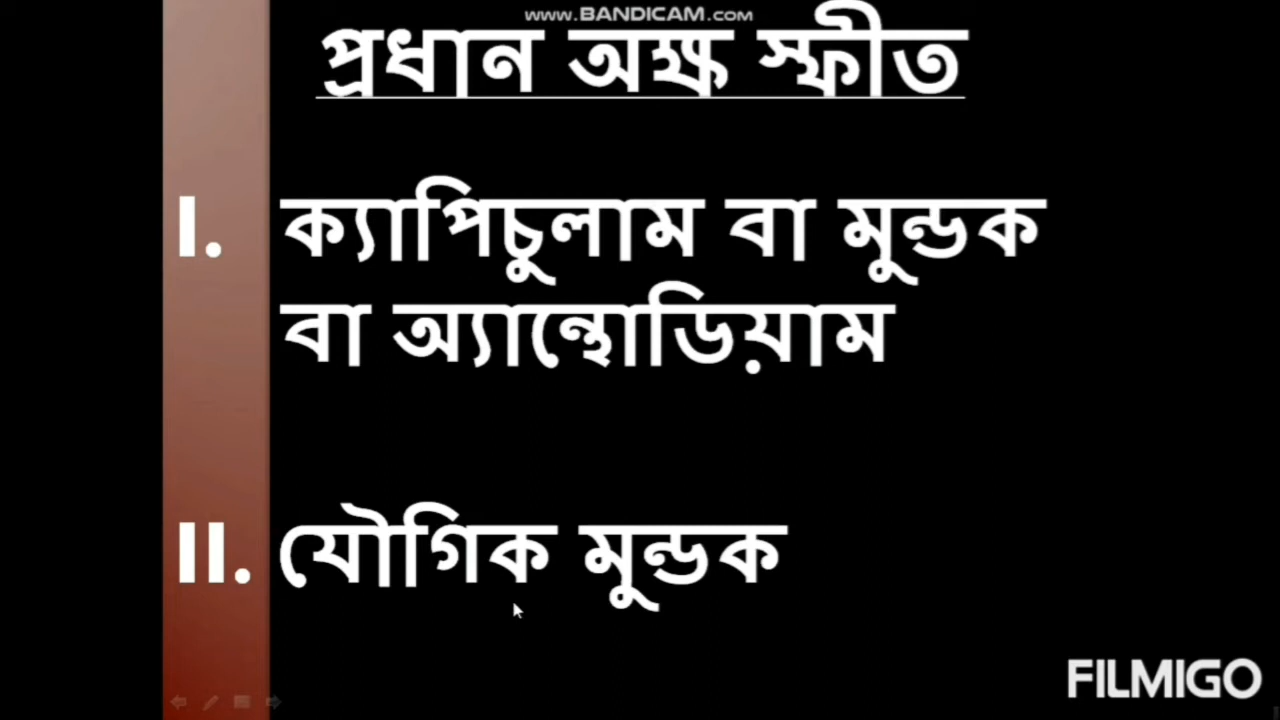 www.BANDICAM.com
প্রধান অক্ষ স্ফীত
I. ক্যাপিচুলাম বা মুন্ডক
বা অ্যান্থোডিয়াম
II. যৌগিক মুন্ডক
FILMIGO